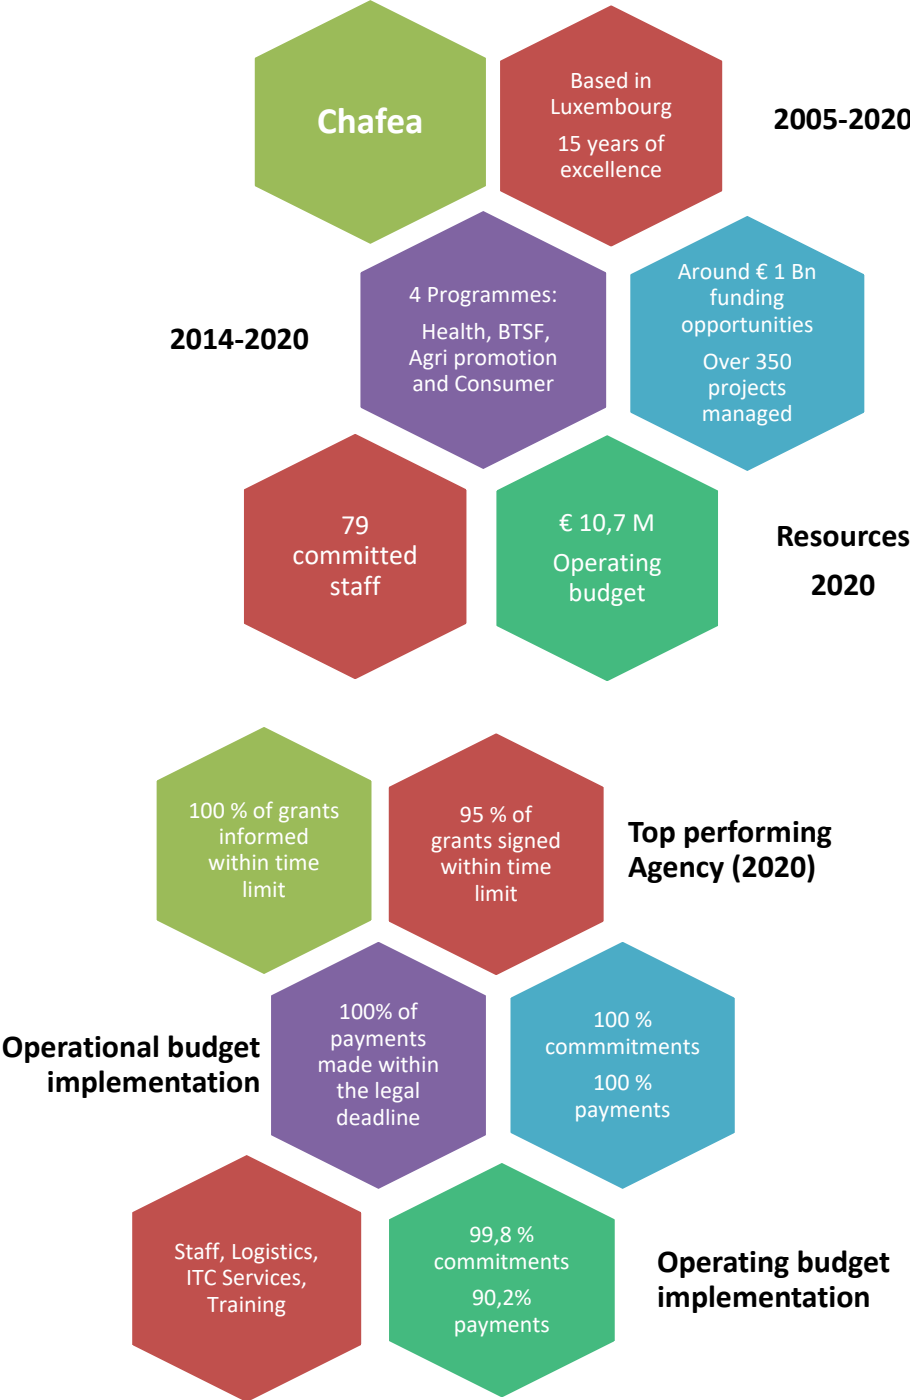 Chafea
Based in
Luxembourg
15 years of
excellence
2005-2020
2014-2020
4 Programmes:
Health, BTSF,
Agri promotion
and Consumer
Around € 1 Bn
funding
opportunities
Over 350
projects
managed
79
committed
staff
€ 10,7 M
Operating
budget
Resources
2020
100 % of grants
informed
within time
limit
95 % of
grants signed
within time
limit
Top performing
Agency (2020)
Operational budget
implementation
100% of
payments
made within
the legal
deadline
100 %
commmitments
100 %
payments
Staff, Logistics,
ITC Services,
Training
99,8 %
commitments
90,2%
payments
Operating budget
implementation